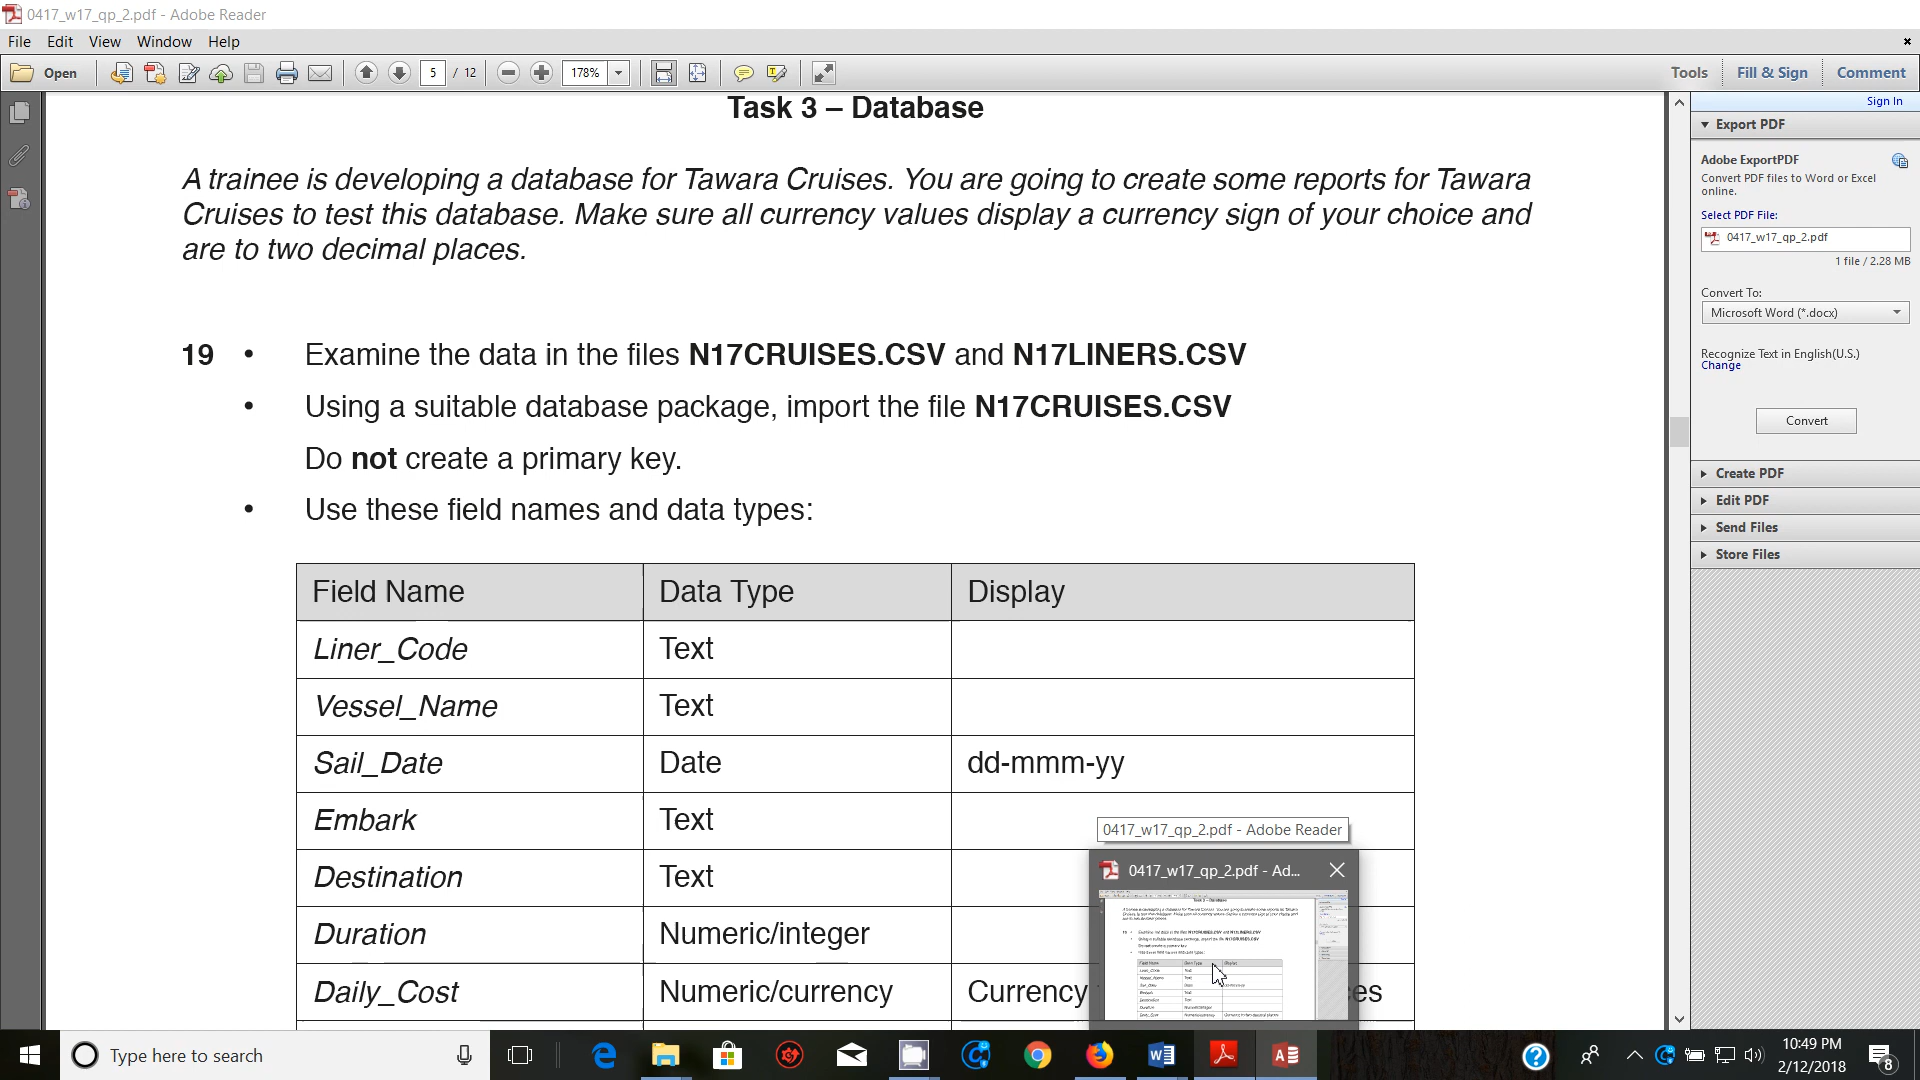 0417_w17_qp_2.pdf - Adobe Reader
File Edit View Window Help
Open 5 / 12 178% Tools Fill & Sign Comment
Sign In
Task 3 – Database
A trainee is developing a database for Tawara Cruises. You are going to create some reports for Tawara
Cruises to test this database. Make sure all currency values display a currency sign of your choice and
are to two decimal places.
19 • Examine the data in the files N17CRUISES.CSV and N17LINERS.CSV
• Using a suitable database package, import the file N17CRUISES.CSV
Do not create a primary key.
• Use these field names and data types:
Field Name Data Type Display
Liner_Code Text
Vessel_Name Text
Sail_Date Date dd-mmm-yy
Embark Text
Destination Text
Duration Numeric/integer
Daily_Cost Numeric/currency Currency
Export PDF
Adobe ExportPDF
Convert PDF files to Word or Excel
online.
Select PDF File:
0417_w17_qp_2.pdf
1 file / 2.28 MB
Convert To:
Microsoft Word (*.docx)
Recognize Text in English(U.S.)
Change
Convert
Create PDF
Edit PDF
Send Files
Store Files
0417_w17_qp_2.pdf - Adobe Reader
0417_w17_qp_2.pdf - Ad...
Type here to search
10:49 PM
2/12/2018
8